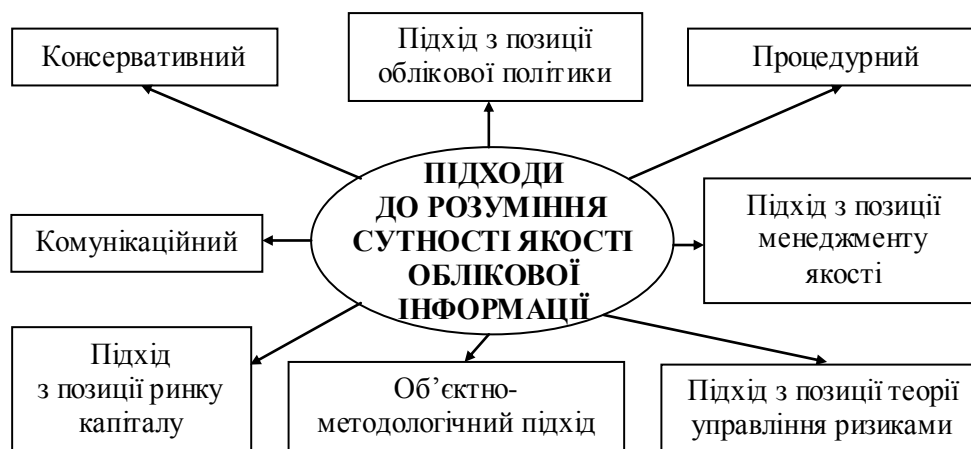 Консервативний
Підхід з позиції
облікової політики
Процедурний
ПІДХОДИ
ДО РОЗУМІННЯ
СУТНОСТІ ЯКОСТІ
ОБЛІКОВОЇ
ІНФОРМАЦІЇ
Комунікаційний
Підхід з позиції
менеджменту
якості
Підхід
з позиції ринку
капіталу
Об’єктно-
методологічний підхід
Підхід з позиції теорії
управління ризиками